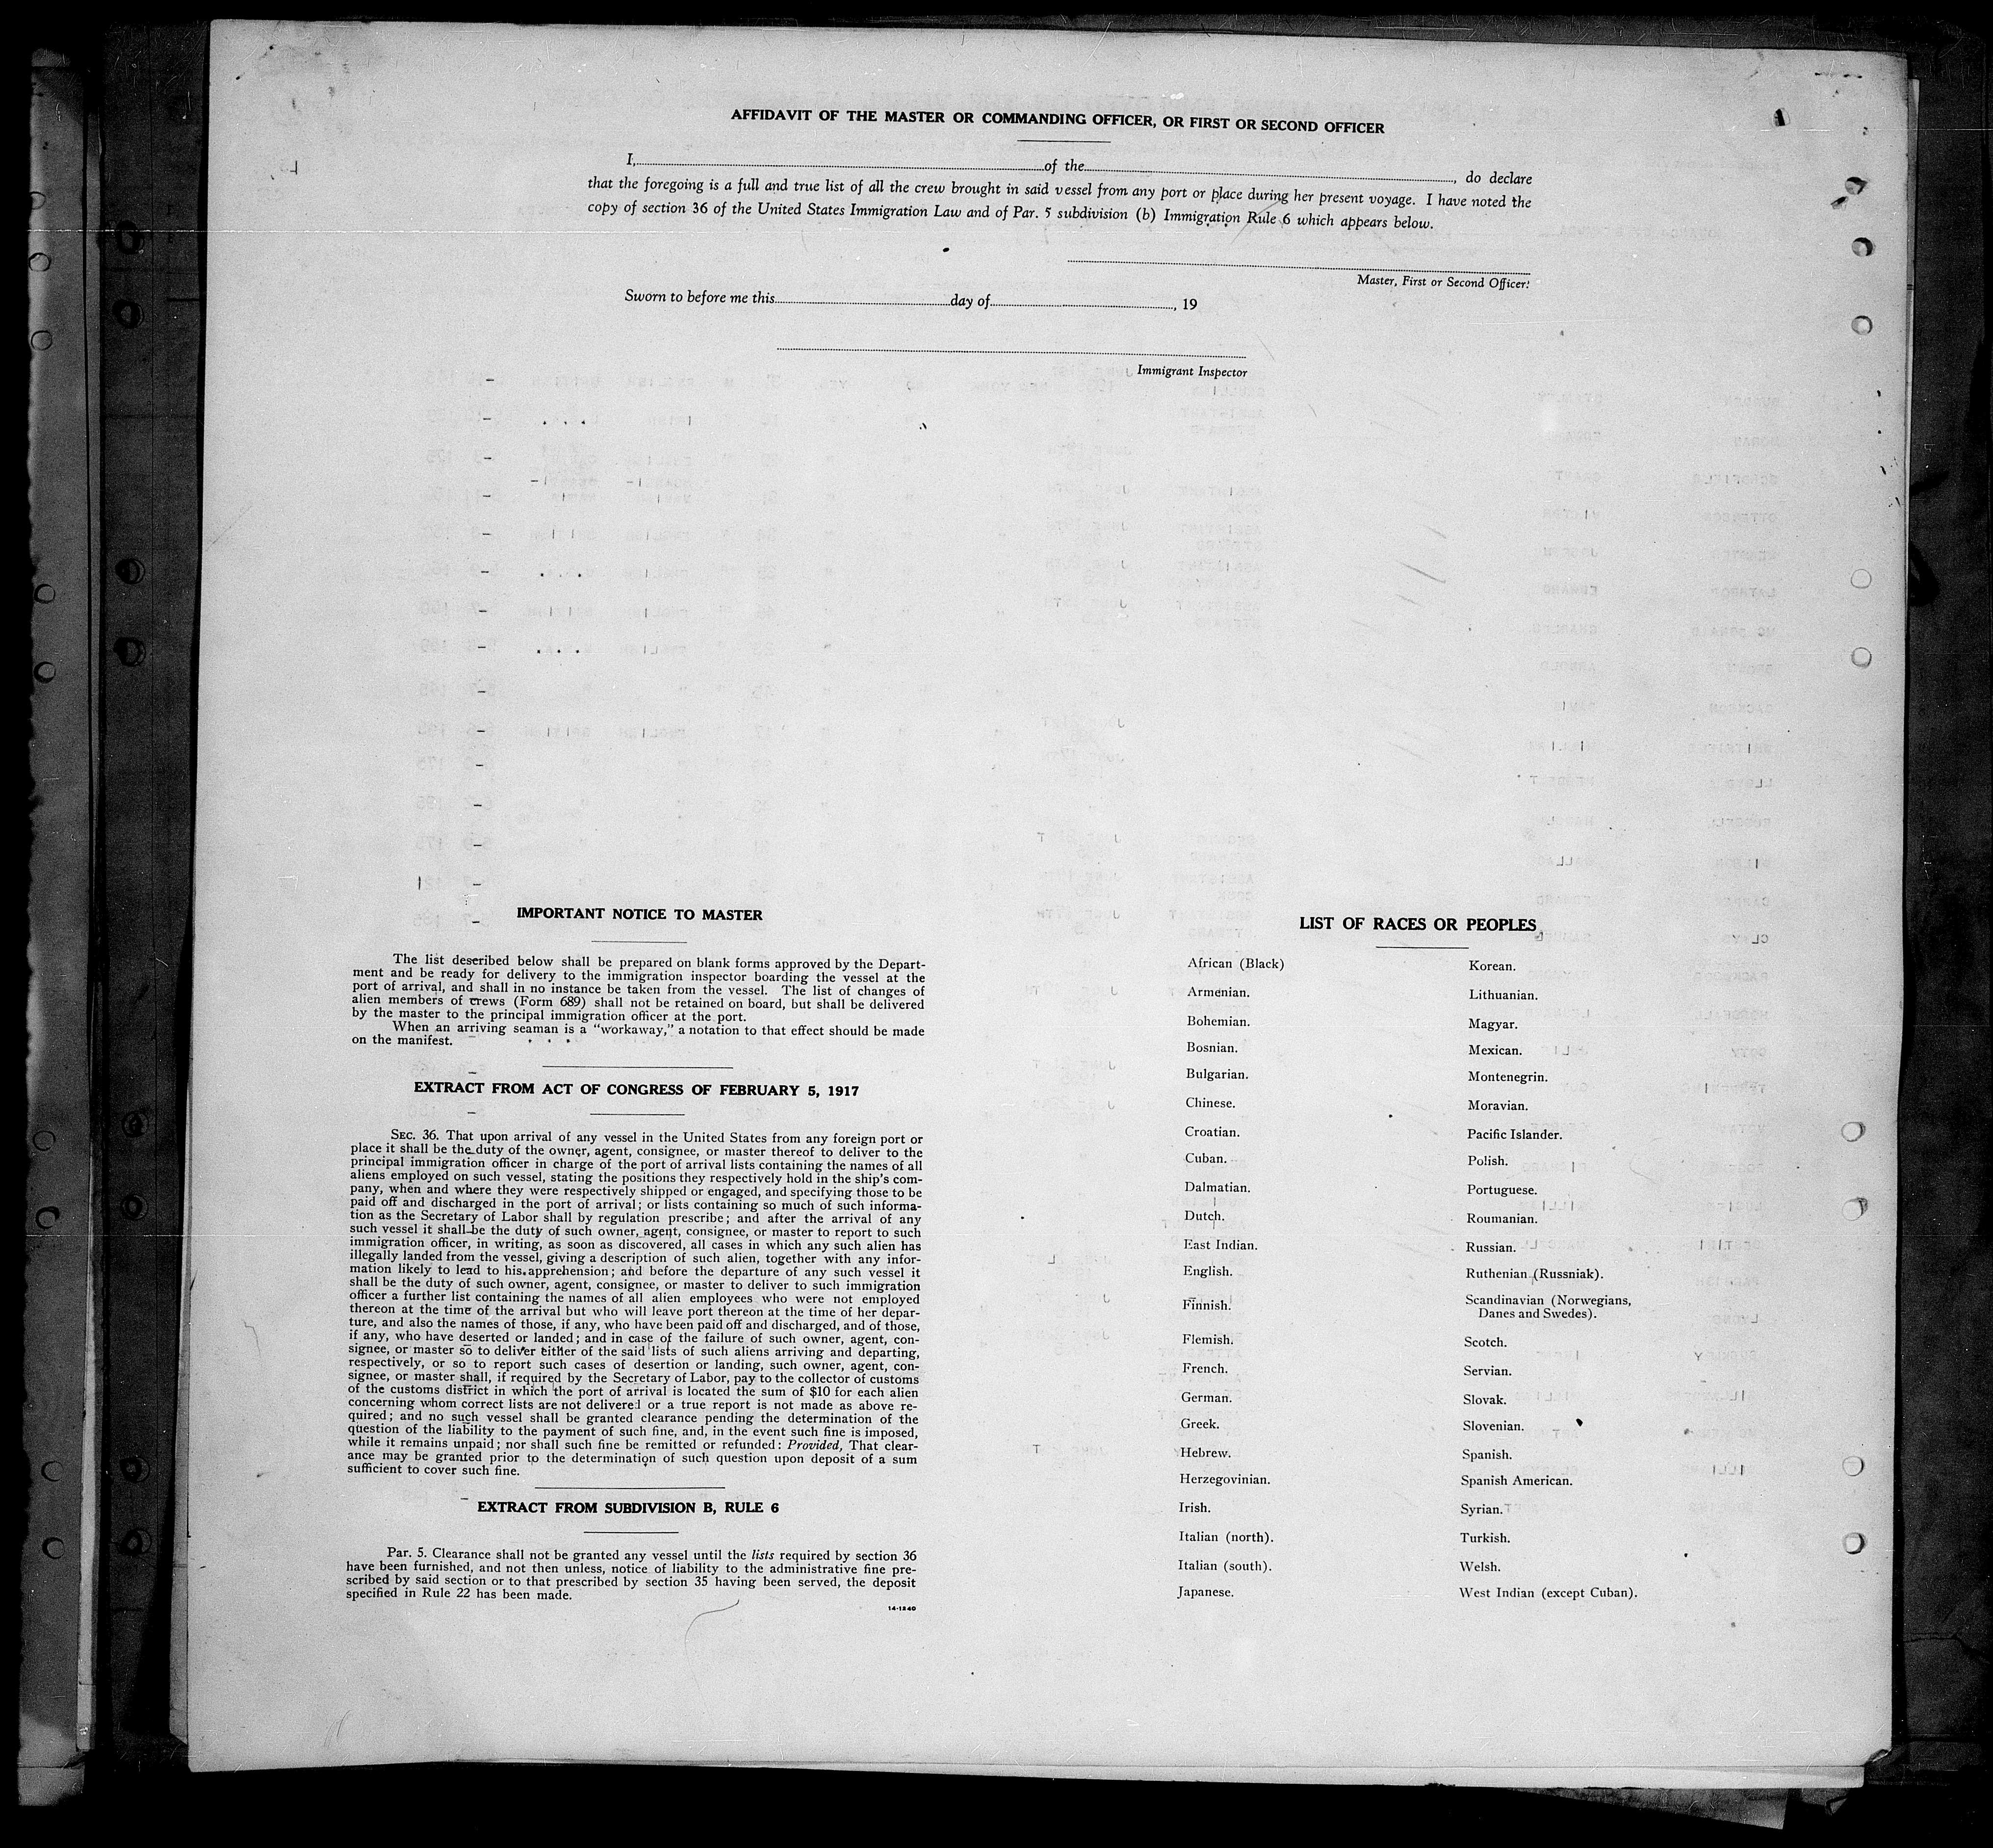 AFFIDAVIT OF THE MASTER OR COMMANDING OFFICER, OR FIRST OR SECOND OFFICER
I, of the , do declare
that the foregoing is a full and true list of all the crew brought in said vessel from any port or place during her present voyage. I have noted the
copy of section 36 of the United States Immigration Law and of Par. 5 subdivision (b) Immigration Rule 6 which appears below.
Master, First or Second Officer.
Sworn to before me this day of , 19
Immigrant Inspector
IMPORTANT NOTICE TO MASTER
The list described below shall be prepared on blank forms approved by the Depart-
ment and be ready for delivery to the immigration inspector boarding the vessel at the
port of arrival, and shall in no instance be taken from the vessel. The list of changes of
alien members of crews (Form 689) shall not be retained on board, but shall be delivered
by the master to the principal immigration officer at the port.
When an arriving seaman is a “workaway,” a notation to that effect should be made
on the manifest.
EXTRACT FROM ACT OF CONGRESS OF FEBRUARY 5, 1917
SEC. 36. That upon arrival of any vessel in the United States from any foreign port or
place it shall be the duty of the owner, agent, consignee, or master thereof to deliver to the
principal immigration officer in charge of the port of arrival lists containing the names of all
aliens employed on such vessel, stating the positions they respectively hold in the ship's com-
pany, when and where they were respectively shipped or engaged, and specifying those to be
paid off and discharged in the port of arrival; or lists containing so much of such informa-
tion as the Secretary of Labor shall by regulation prescribe; and after the arrival of any
such vessel it shall be the duty of such owner, agent, consignee, or master to report to such
immigration officer, in writing, as soon as discovered, all cases in which any such alien has
illegally landed from the vessel, giving a description of such alien, together with any infor-
mation likely to lead to his apprehension; and before the departure of any such vessel it
shall be the duty of such owner, agent, consignee, or master to deliver to such immigration
officer a further list containing the names of all alien employees who were not employed
thereon at the time of the arrival but who will leave port thereon at the time of her depar-
ture, and also the names of those, if any, who have been paid off and discharged, and of those,
if any, who have deserted or landed; and in case of the failure of such owner, agent, con-
signee, or master so to deliver either of the said lists of such aliens arriving and departing,
respectively, or so to report such cases of desertion or landing, such owner, agent, con-
signee, or master shall, if required by the Secretary of Labor, pay to the collector of customs
of the customs district in which the port of arrival is located the sum of $10 for each alien
concerning whom correct lists are not delivered or a true report is not made as above re-
quired; and no such vessel shall be granted clearance pending the determination of the
question of the liability to the payment of such fine, and, in the event such fine is imposed,
while it remains unpaid; nor shall such fine be remitted or refunded: Provided, That clear-
ance may be granted prior to the determination of such question upon deposit of a sum
sufficient to cover such fine.
EXTRACT FROM SUBDIVISION B, RULE 6
Par. 5. Clearance shall not be granted any vessel until the lists required by section 36
have been furnished, and not then unless, notice of liability to the administrative fine pre-
scribed by said section or to that prescribed by section 35 having been served, the deposit
specified in Rule 22 has been made.
14-1240
LIST OF RACES OR PEOPLES
African (Black)
Armenian.
Bohemian.
Bosnian.
Bulgarian.
Chinese.
Croatian.
Cuban.
Dalmatian.
Dutch.
East Indian.
English.
Finnish.
Flemish.
French.
German.
Greek.
Hebrew.
Herzegovinian.
Irish.
Italian (north).
Italian (south).
Japanese.
Korean.
Lithuanian.
Magyar.
Mexican.
Montenegrin.
Moravian.
Pacific Islander.
Polish.
Portuguese.
Roumanian.
Russian.
Ruthenian (Russniak).
Scandinavian (Norwegians,
Danes and Swedes).
Scotch.
Servian.
Slovak.
Slovenian.
Spanish.
Spanish American.
Syrian.
Turkish.
Welsh.
West Indian (except Cuban).